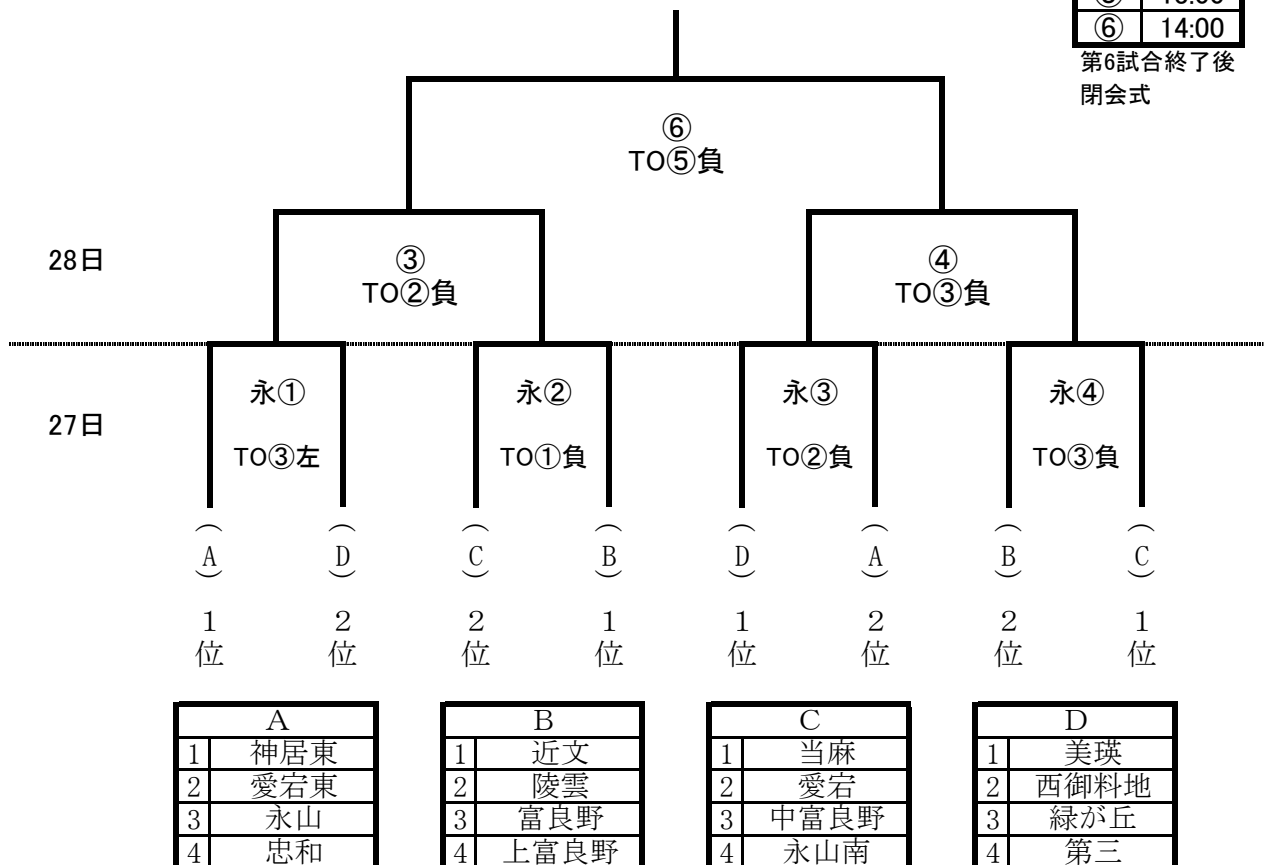 ⑥ 14:00
第6試合終了後
閉会式
⑥
TO⑤負
28日
③
TO②負
④
TO③負
27日
永①
TO③左
永②
TO①負
永③
TO②負
永④
TO③負
(A)1位
(D)2位
(C)2位
(B)1位
(D)1位
(A)2位
(B)2位
(C)1位
A
1 神居東
2 愛宕東
3 永山
4 忠和
B
1 近文
2 陵雲
3 富良野
4 上富良野
C
1 当麻
2 愛宕
3 中富良野
4 永山南
D
1 美瑛
2 西御料地
3 緑が丘
4 第三